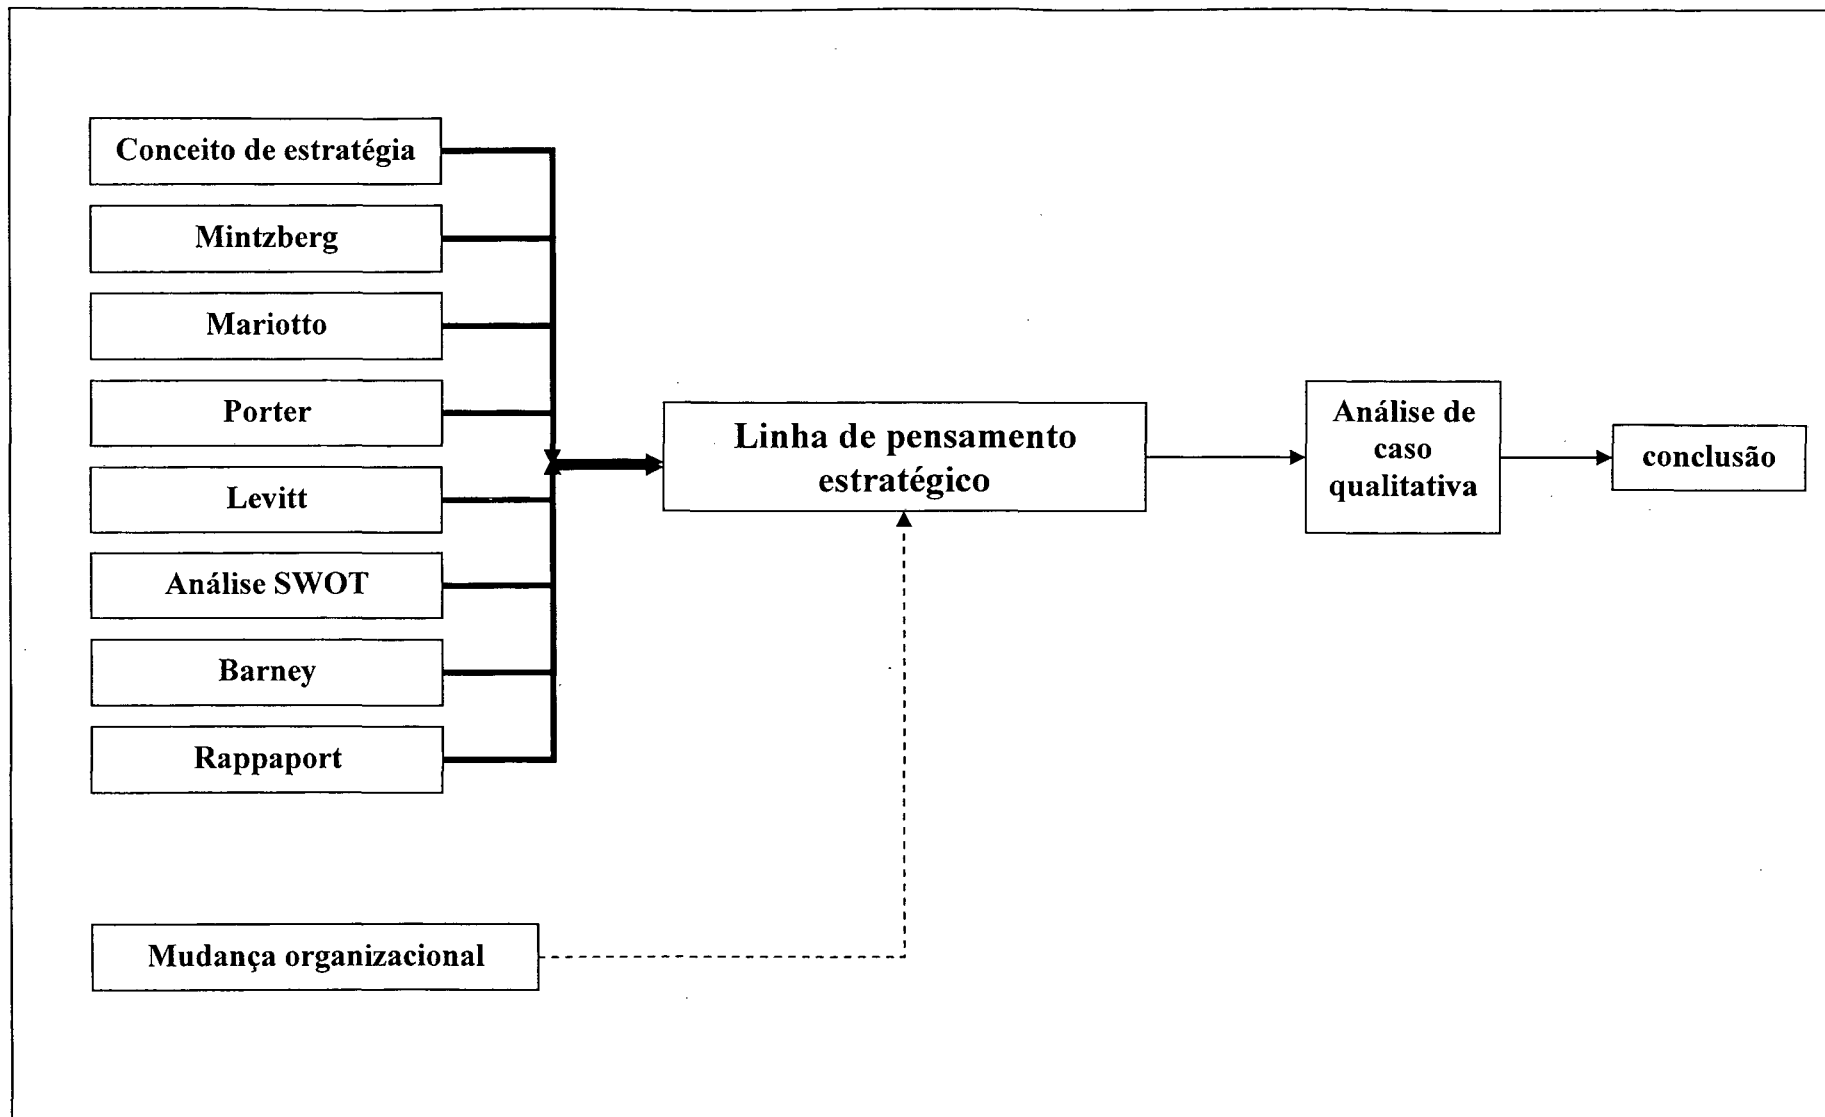 Conceito de estratégia
Mintzberg
Mariotto
Porter
Levitt
Análise SWOT
Barney
Rappaport
Mudança organizacional
Linha de pensamento
estratégico
Análise de
caso
qualitativa
conclusão